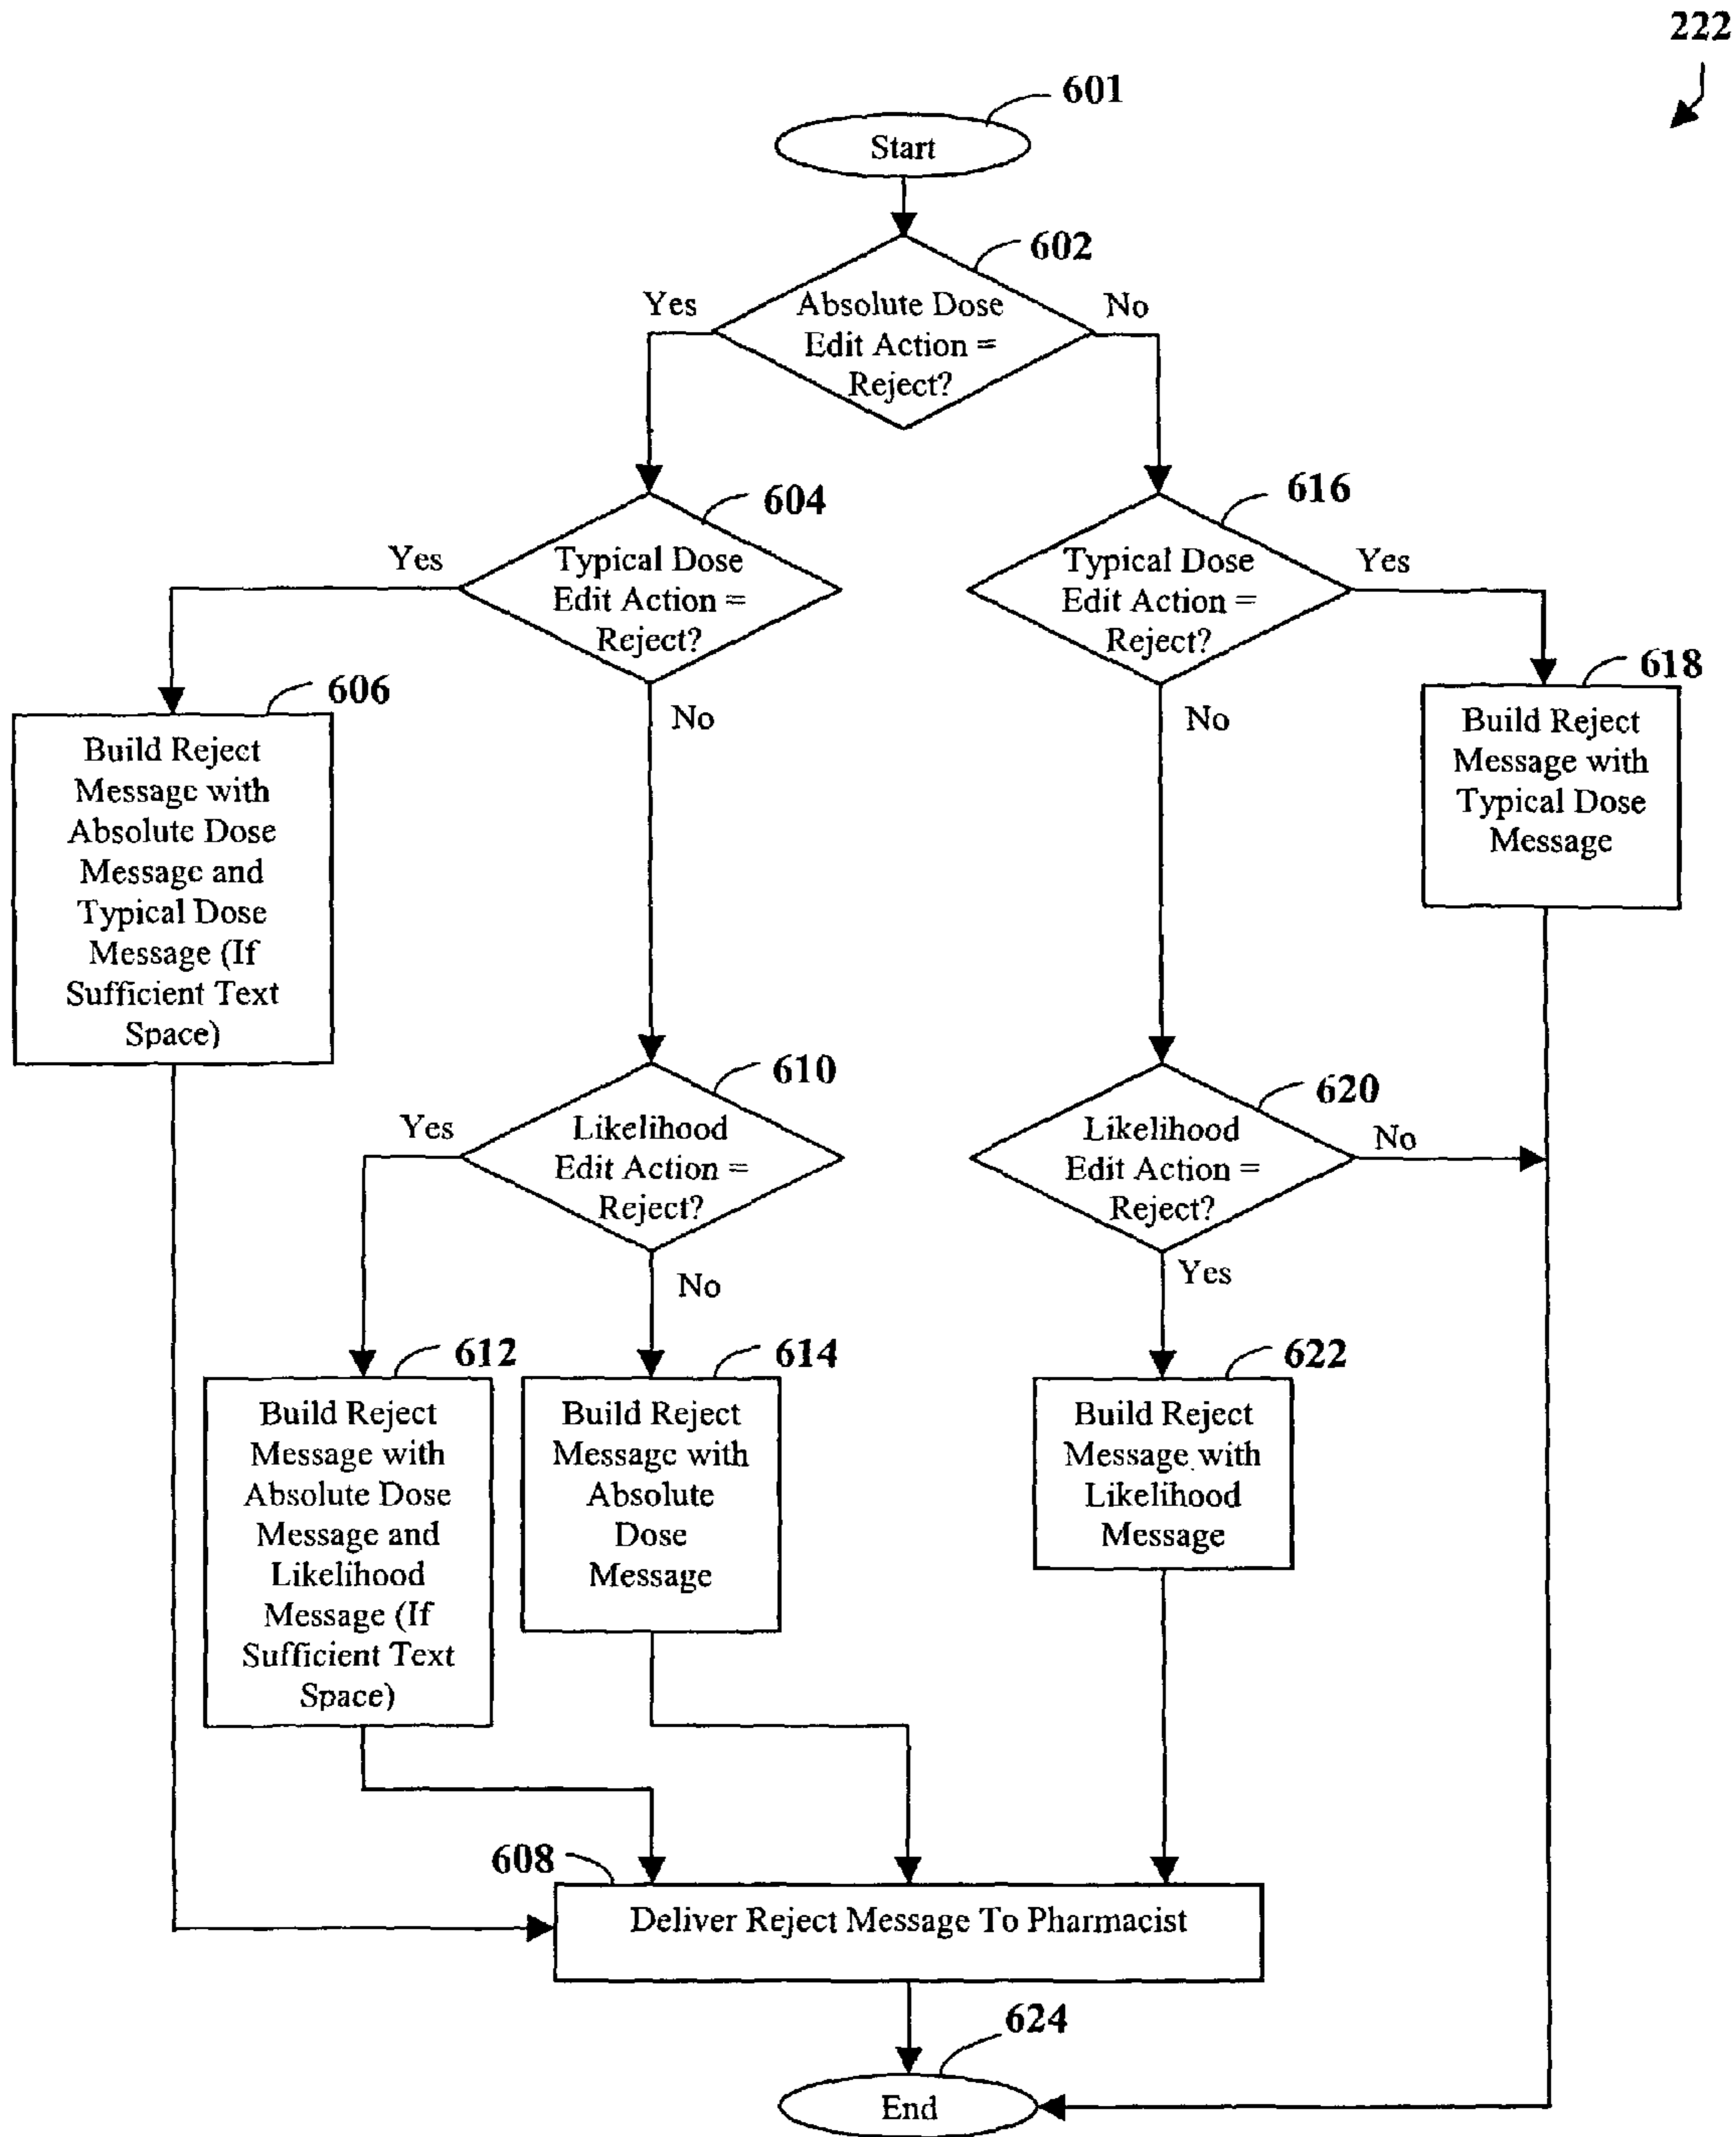 222
601
Start
602
Yes
Absolute Dose
Edit Action =
Reject?
No
604
Yes
Typical Dose
Edit Action =
Reject?
No
616
Typical Dose
Edit Action =
Reject?
Yes
No
606
Build Reject
Message with
Absolute Dose
Message and
Typical Dose
Message (If
Sufficient Text
Space)
618
Build Reject
Message with
Typical Dose
Message
610
Yes
Likelihood
Edit Action =
Reject?
No
620
Likelihood
Edit Action =
Reject?
No
Yes
612
Build Reject
Message with
Absolute Dose
Message and
Likelihood
Message (If
Sufficient Text
Space)
614
Build Reject
Message with
Absolute
Dose
Message
622
Build Reject
Message with
Likelihood
Message
608
Deliver Reject Message To Pharmacist
624
End